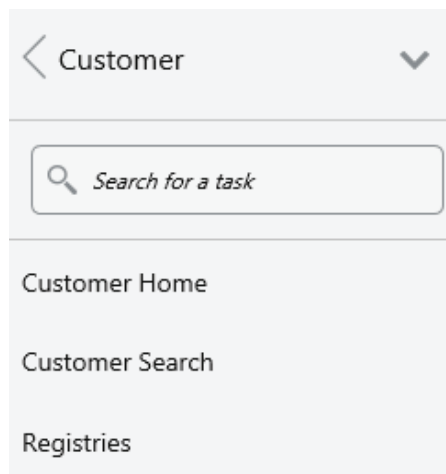 Customer
Search for a task
Customer Home
Customer Search
Registries